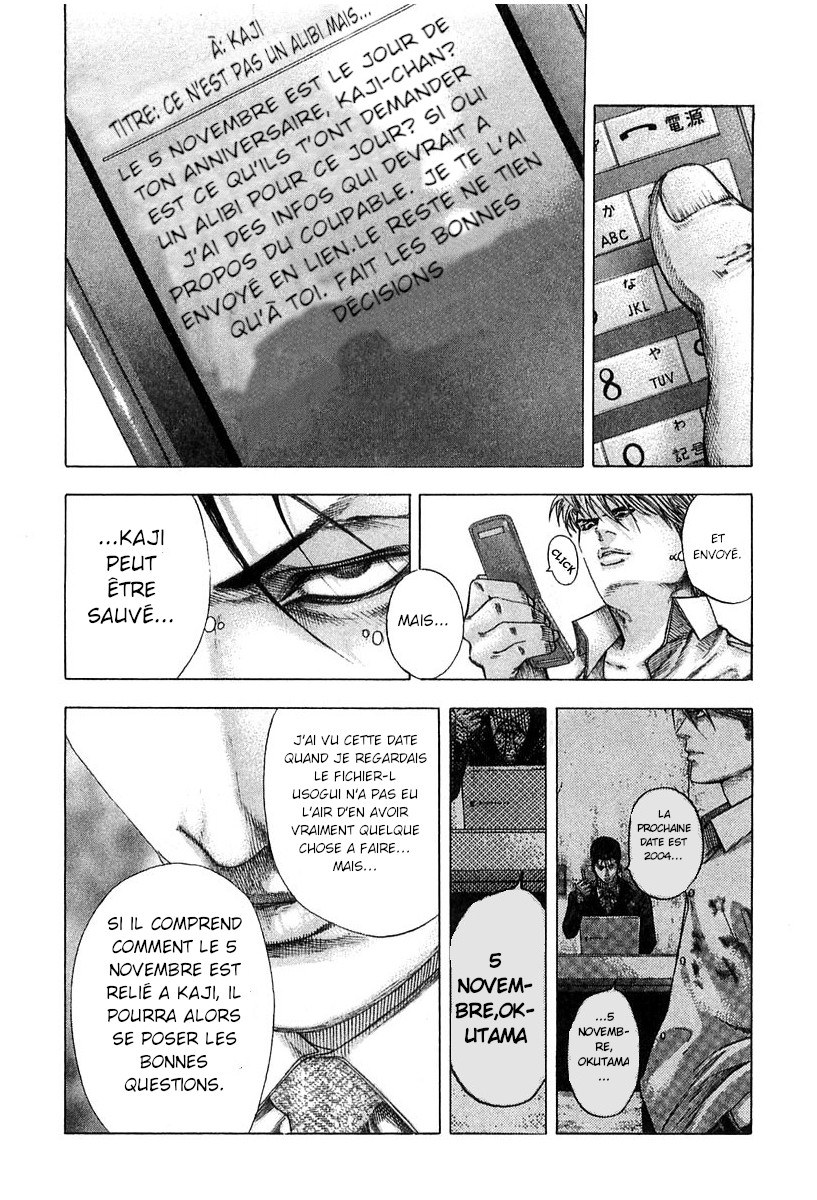 À: KAJI
TITRE: CE N'EST PAS UN ALIBI MAIS...
LE 5 NOVEMBRE EST LE JOUR DE
TON ANNIVERSAIRE, KAJI-CHAN?
EST CE QU'ILS T'ONT DEMANDER
UN ALIBI POUR CE JOUR? SI OUI
J'AI DES INFOS QUI DEVRAIT A
PROPOS DU COUPABLE. JE TE L'AI
ENVOYÉ EN LIEN.LE RESTE NE TIEN
QU'À TOI. FAIT LES BONNES
DÉCISIONS
電源
か
ABC
な
JKL
や
8
TUV
わ
0
記号
ET
ENVOYÉ.
CLICK
MAIS...
...KAJI
PEUT
ÊTRE
SAUVÉ...
LA
PROCHAINE
DATE EST
2004...
...5
NOVEMB-
RE,
OKUTAMA
...
5
NOVEM-
BRE,OK-
UTAMA
J'AI VU CETTE DATE
QUAND JE REGARDAIS
LE FICHIER-L
USOGUI N'A PAS EU
L'AIR D'EN AVOIR
VRAIMENT QUELQUE
CHOSE A FAIRE...
MAIS...
SI IL COMPREND
COMMENT LE 5
NOVEMBRE EST
RELIÉ A KAJI, IL
POURRA ALORS
SE POSER LES
BONNES
QUESTIONS.